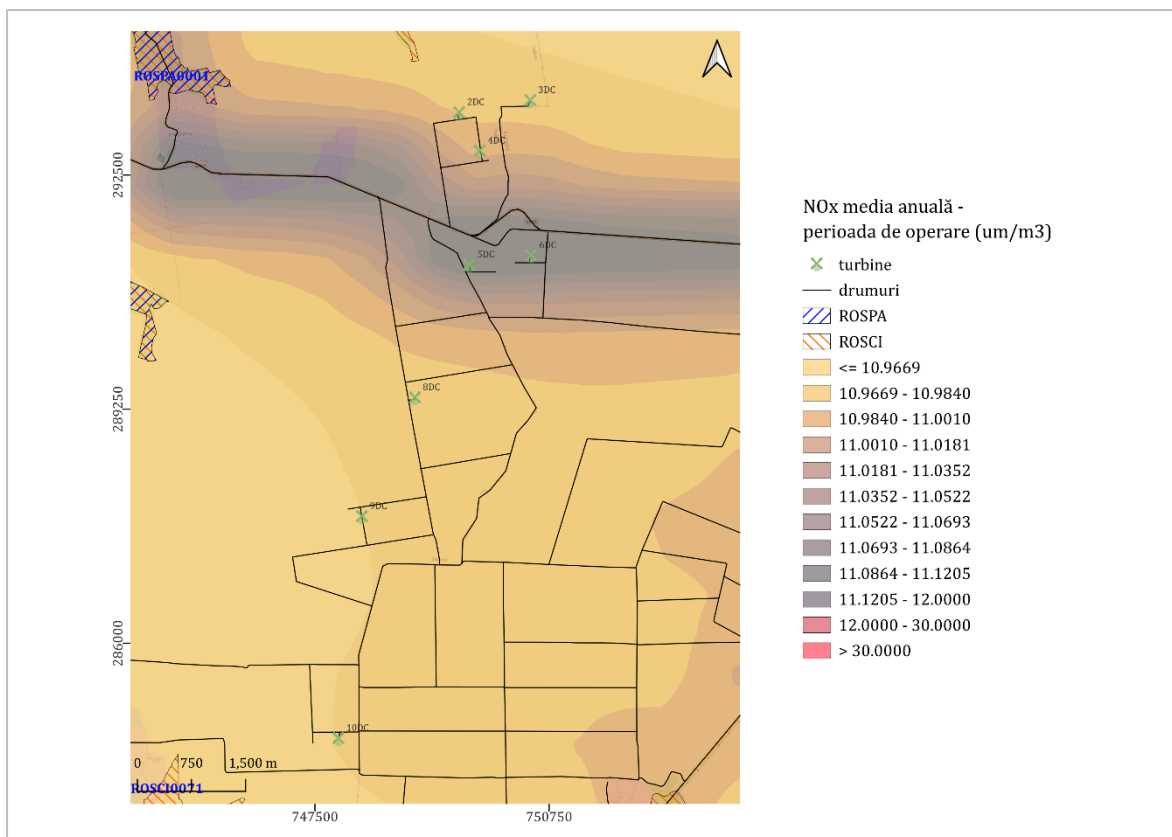 ROSPA0001
2DC
3DC
4DC
292500
5DC
6DC
289250
8DC
9DC
286000
10DC
0 750 1,500 m
ROSCI0071
747500 750750
NOx media anuală -
perioada de operare (um/m3)
turbine
drumuri
ROSPA
ROSCI
<= 10.9669
10.9669 - 10.9840
10.9840 - 11.0010
11.0010 - 11.0181
11.0181 - 11.0352
11.0352 - 11.0522
11.0522 - 11.0693
11.0693 - 11.0864
11.0864 - 11.1205
11.1205 - 12.0000
12.0000 - 30.0000
> 30.0000